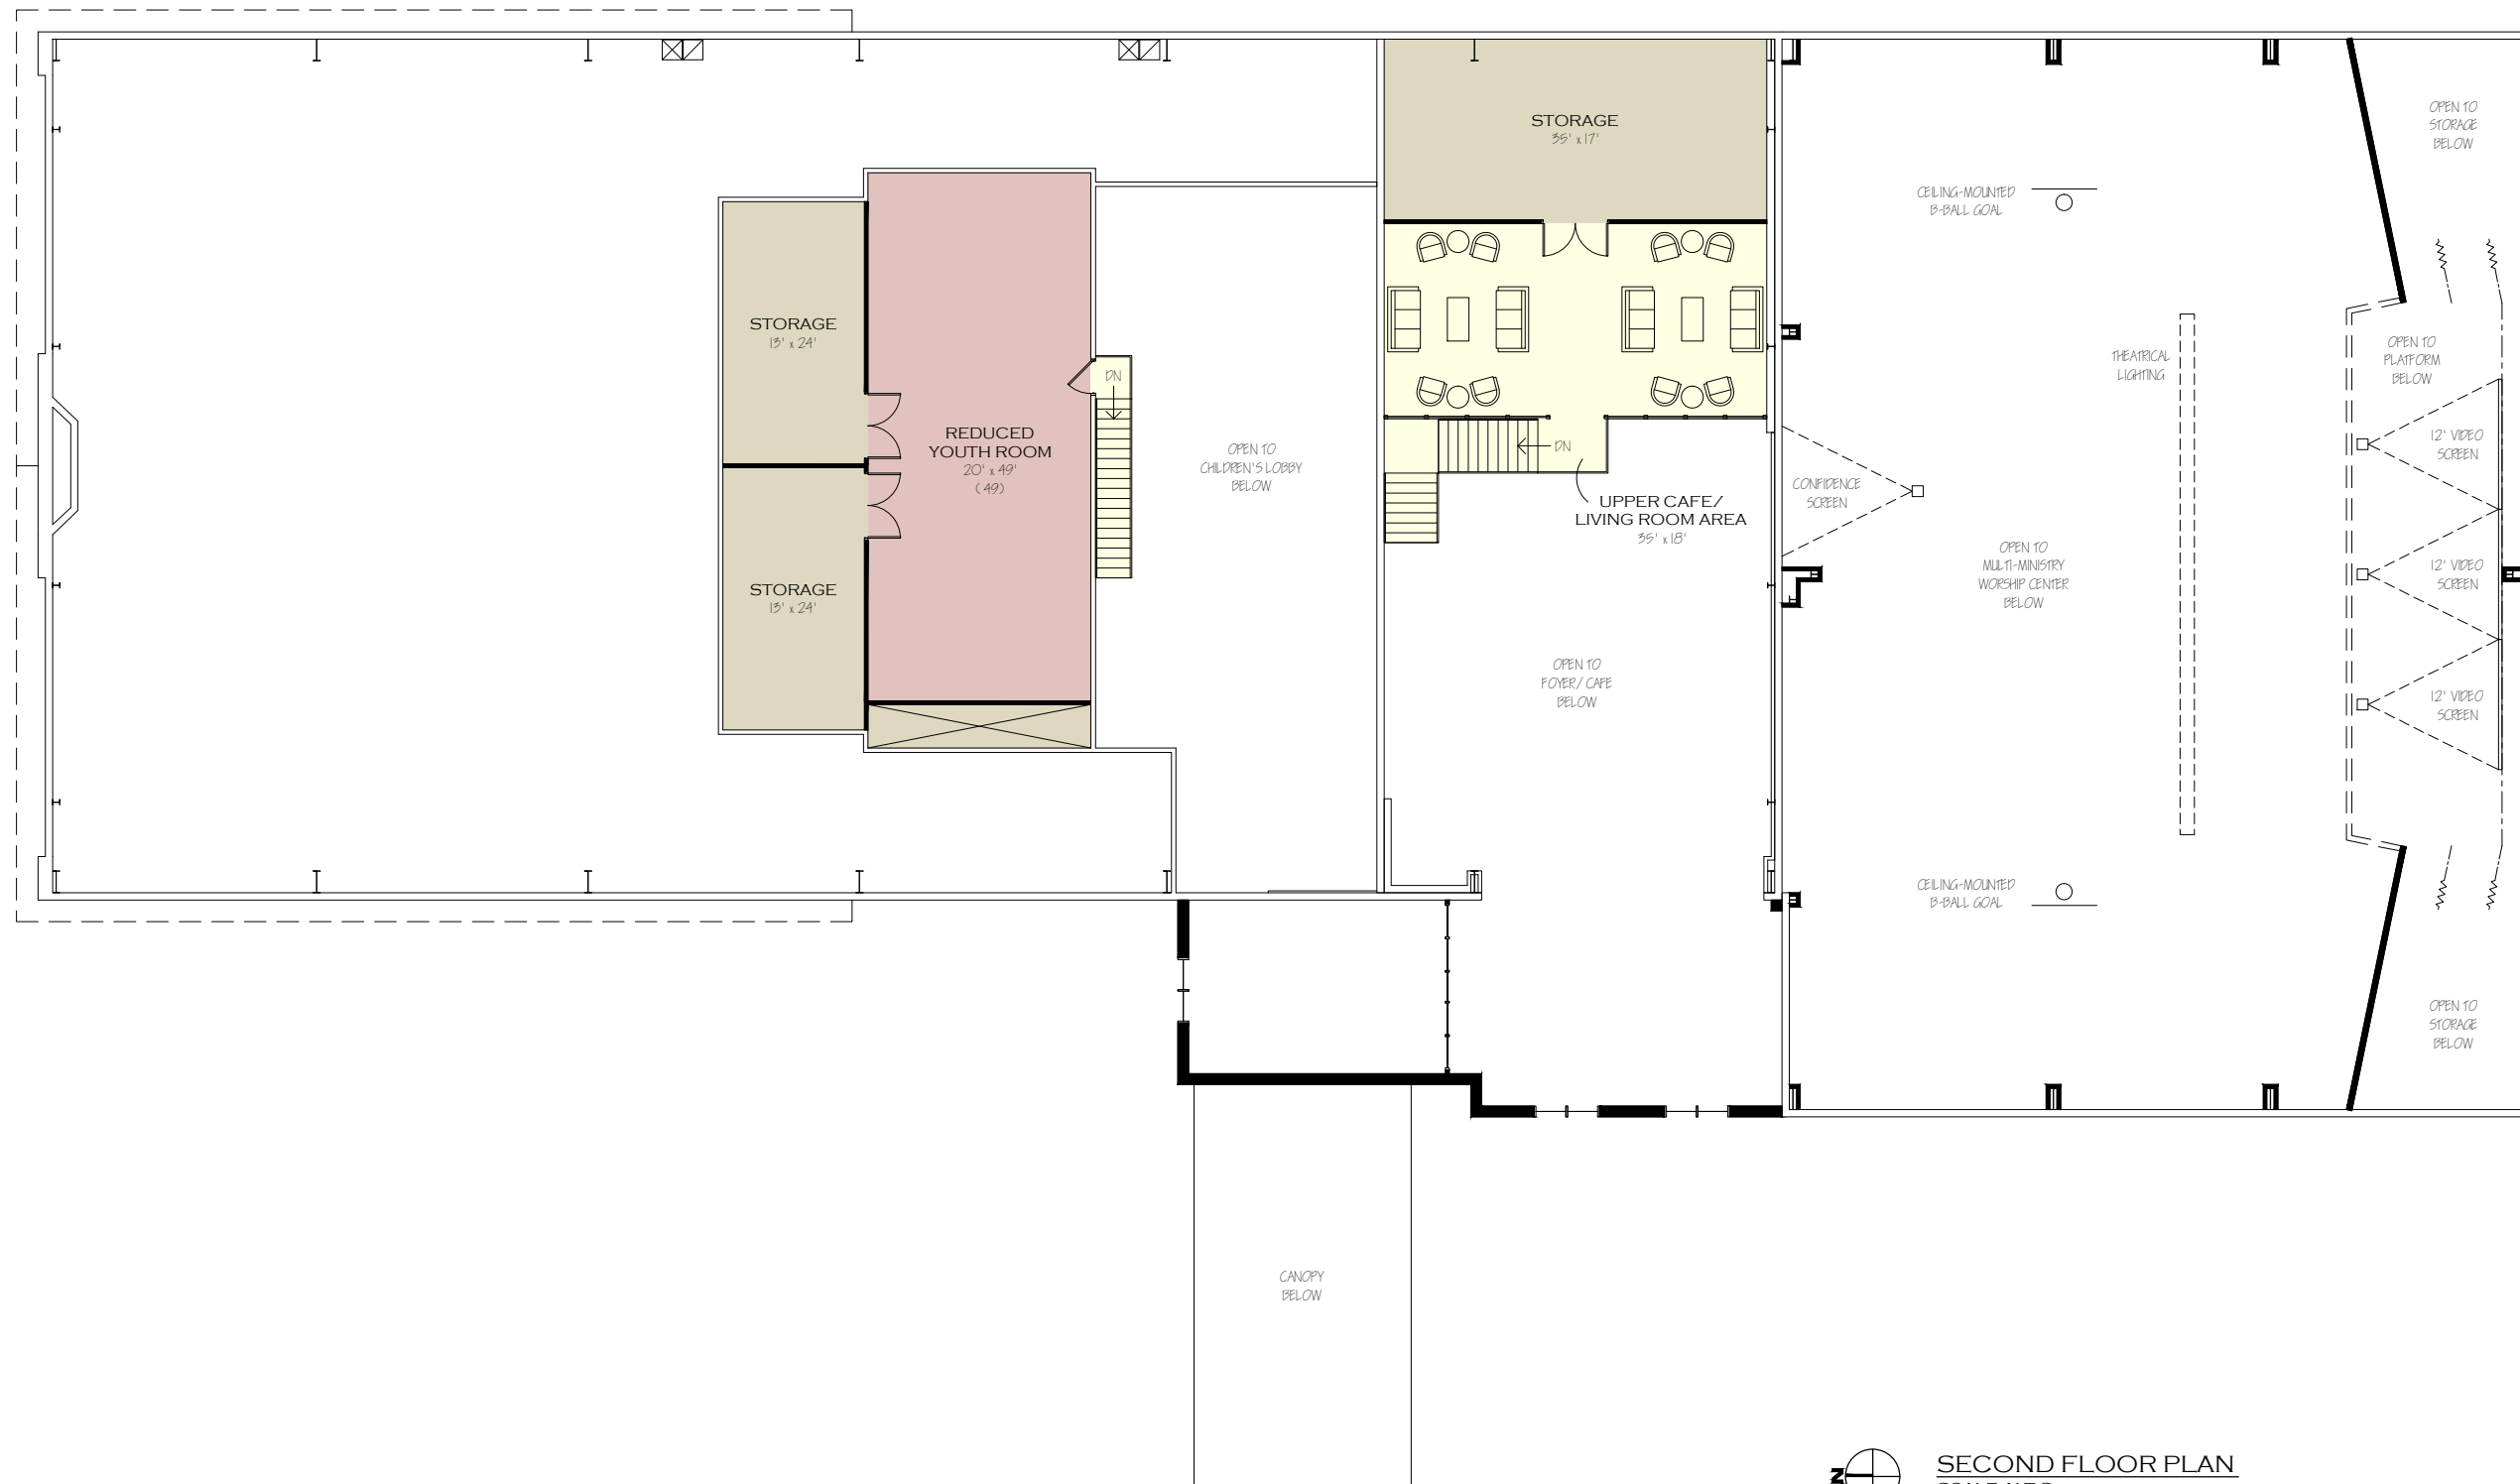 STORAGE
35' x 17'
OPEN TO
STORAGE
BELOW
CEILING-MOUNTED
B-BALL GOAL
STORAGE
13' x 24'
DN
THEATRICAL
LIGHTING
OPEN TO
PLATFORM
BELOW
REDUCED
YOUTH ROOM
20' x 49'
(49)
OPEN TO
CHILDREN'S LOBBY
BELOW
DN
12' VIDEO
SCREEN
CONFIDENCE
SCREEN
UPPER CAFE/
LIVING ROOM AREA
35' x 18'
OPEN TO
MULTI-MINISTRY
WORSHIP CENTER
BELOW
12' VIDEO
SCREEN
STORAGE
13' x 24'
OPEN TO
FOYER/ CAFE
BELOW
12' VIDEO
SCREEN
CEILING-MOUNTED
B-BALL GOAL
OPEN TO
STORAGE
BELOW
CANOPY
BELOW
N
SECOND FLOOR PLAN